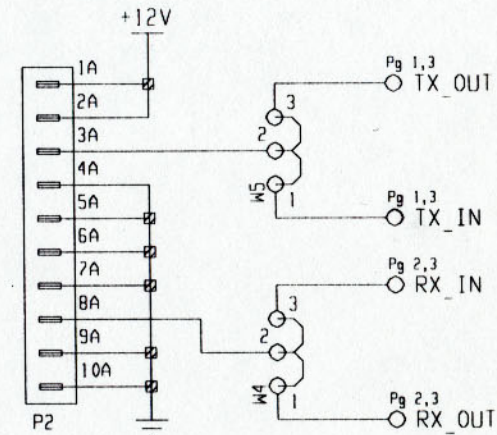 +12V
1A
2A
3A
4A
5A
6A
7A
8A
9A
10A
P2
3
2
1
W5
Pg 1,3
TX_OUT
Pg 1,3
TX_IN
3
2
1
W4
Pg 2,3
RX_IN
Pg 2,3
RX_OUT